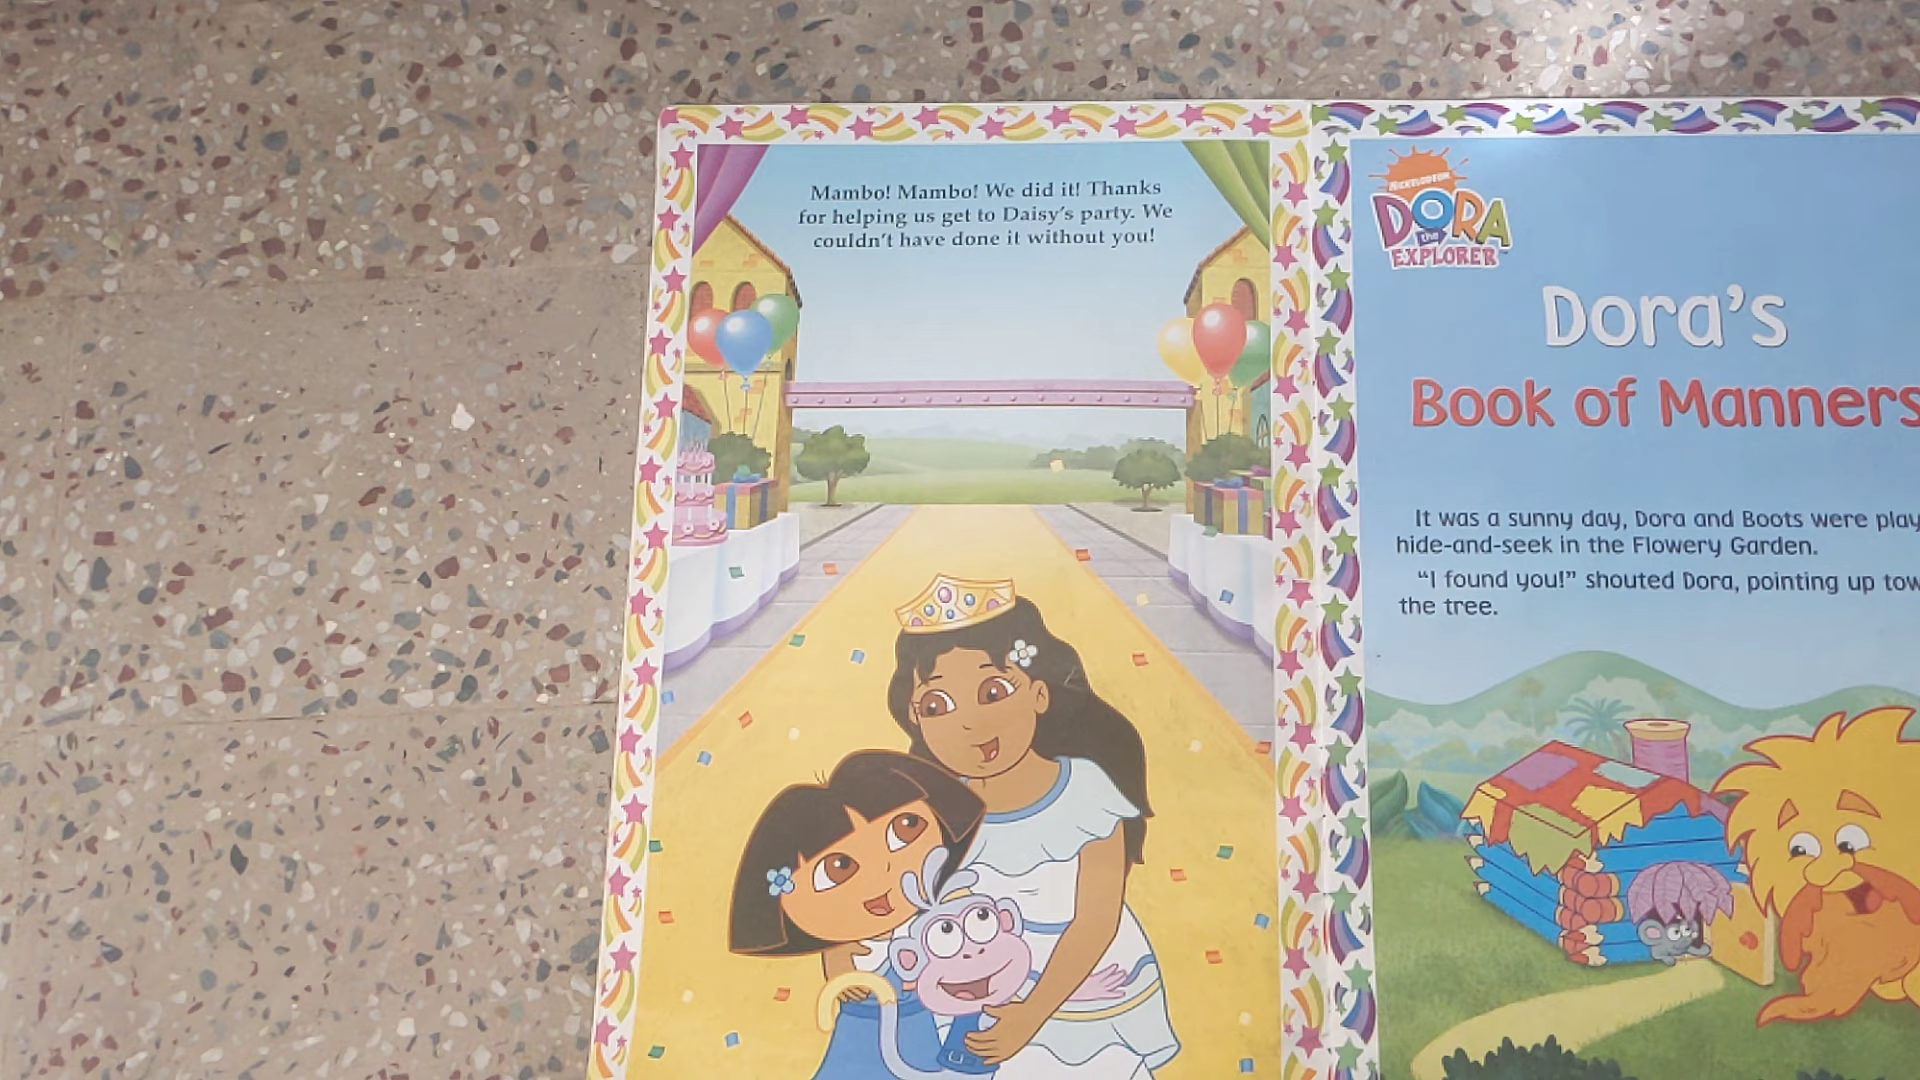 Mambo! Mambo! We did it! Thanks
for helping us get to Daisy's party. We
couldn't have done it without you!
NICKELODEON
DORA
the
EXPLORER™
Dora's
Book of Manners
It was a sunny day, Dora and Boots were play
hide-and-seek in the Flowery Garden.
"I found you!" shouted Dora, pointing up tow
the tree.